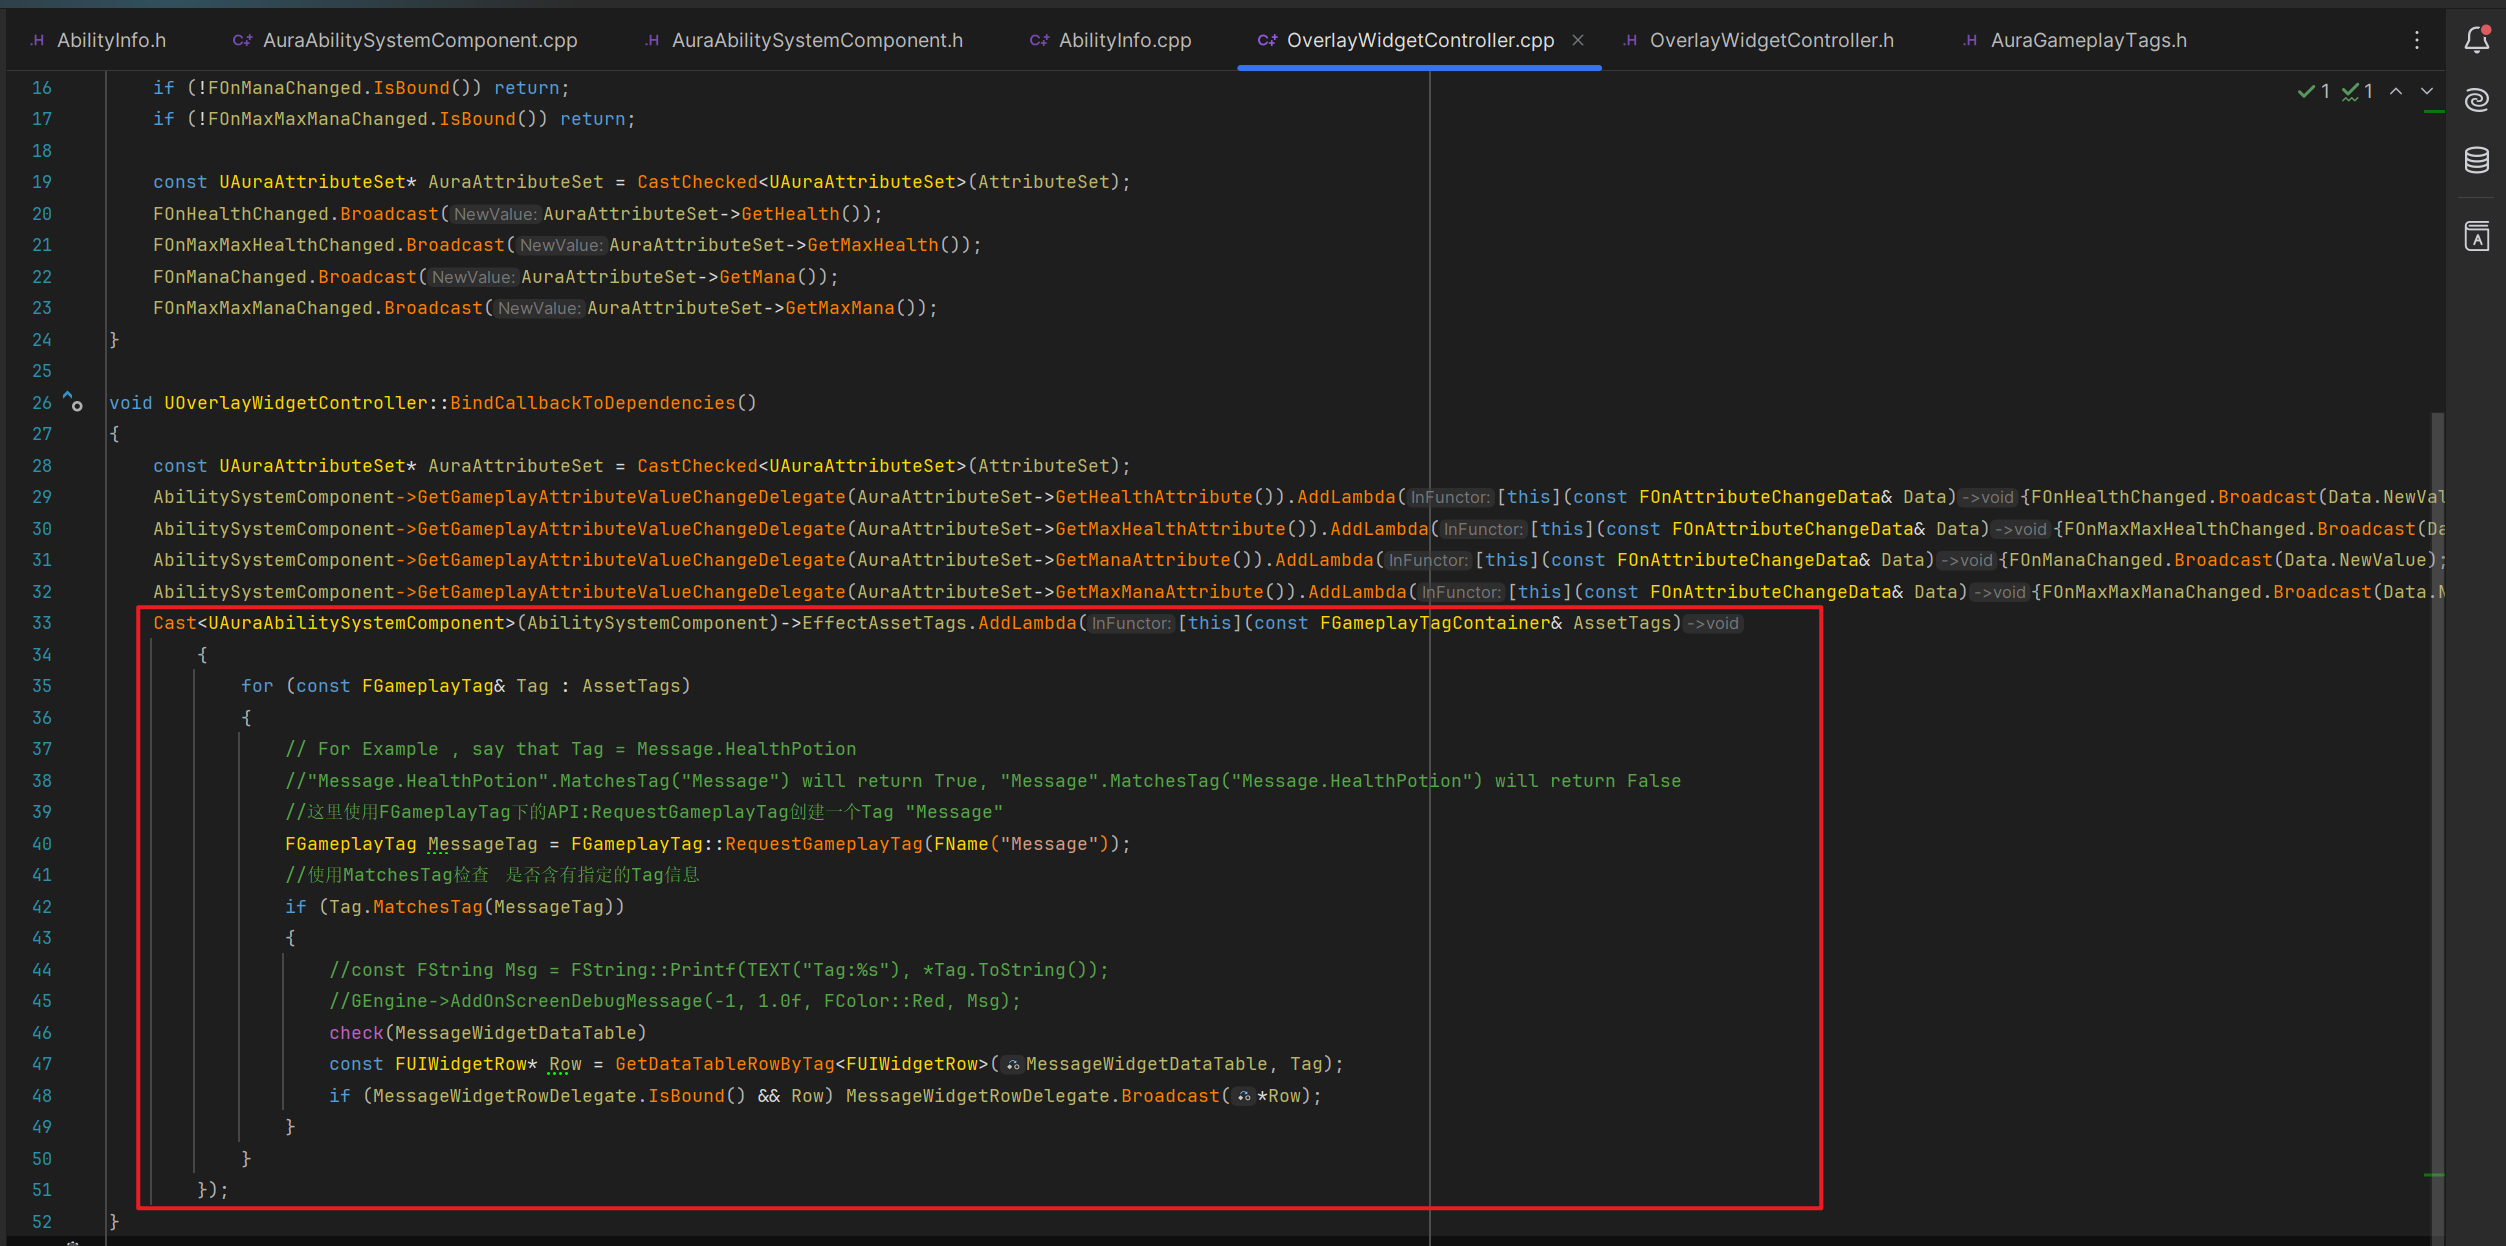 AbilityInfo.h AuraAbilitySystemComponent.cpp AuraAbilitySystemComponent.h AbilityInfo.cpp OverlayWidgetController.cpp OverlayWidgetController.h AuraGameplayTags.h
16 if (!FOnManaChanged.IsBound()) return;
17 if (!FOnMaxMaxManaChanged.IsBound()) return;
18
19 const UAuraAttributeSet* AuraAttributeSet = CastChecked<UAuraAttributeSet>(AttributeSet);
20 FOnHealthChanged.Broadcast(NewValue:AuraAttributeSet->GetHealth());
21 FOnMaxMaxHealthChanged.Broadcast(NewValue:AuraAttributeSet->GetMaxHealth());
22 FOnManaChanged.Broadcast(NewValue:AuraAttributeSet->GetMana());
23 FOnMaxMaxManaChanged.Broadcast(NewValue:AuraAttributeSet->GetMaxMana());
24 }
25
26 void UOverlayWidgetController::BindCallbackToDependencies()
27 {
28 const UAuraAttributeSet* AuraAttributeSet = CastChecked<UAuraAttributeSet>(AttributeSet);
29 AbilitySystemComponent->GetGameplayAttributeValueChangeDelegate(AuraAttributeSet->GetHealthAttribute()).AddLambda(InFunctor:[this](const FOnAttributeChangeData& Data)->void{FOnHealthChanged.Broadcast(Data.NewVal
30 AbilitySystemComponent->GetGameplayAttributeValueChangeDelegate(AuraAttributeSet->GetMaxHealthAttribute()).AddLambda(InFunctor:[this](const FOnAttributeChangeData& Data)->void{FOnMaxMaxHealthChanged.Broadcast(Da
31 AbilitySystemComponent->GetGameplayAttributeValueChangeDelegate(AuraAttributeSet->GetManaAttribute()).AddLambda(InFunctor:[this](const FOnAttributeChangeData& Data)->void{FOnManaChanged.Broadcast(Data.NewValue);
32 AbilitySystemComponent->GetGameplayAttributeValueChangeDelegate(AuraAttributeSet->GetMaxManaAttribute()).AddLambda(InFunctor:[this](const FOnAttributeChangeData& Data)->void{FOnMaxMaxManaChanged.Broadcast(Data.N
33 Cast<UAuraAbilitySystemComponent>(AbilitySystemComponent)->EffectAssetTags.AddLambda(InFunctor:[this](const FGameplayTagContainer& AssetTags)->void
34 {
35 for (const FGameplayTag& Tag : AssetTags)
36 {
37 // For Example , say that Tag = Message.HealthPotion
38 //"Message.HealthPotion".MatchesTag("Message") will return True, "Message".MatchesTag("Message.HealthPotion") will return False
39 //这里使用FGameplayTag下的API:RequestGameplayTag创建一个Tag "Message"
40 FGameplayTag MessageTag = FGameplayTag::RequestGameplayTag(FName("Message"));
41 //使用MatchesTag检查 是否含有指定的Tag信息
42 if (Tag.MatchesTag(MessageTag))
43 {
44 //const FString Msg = FString::Printf(TEXT("Tag:%s"), *Tag.ToString());
45 //GEngine->AddOnScreenDebugMessage(-1, 1.0f, FColor::Red, Msg);
46 check(MessageWidgetDataTable)
47 const FUIWidgetRow* Row = GetDataTableRowByTag<FUIWidgetRow>(MessageWidgetDataTable, Tag);
48 if (MessageWidgetRowDelegate.IsBound() && Row) MessageWidgetRowDelegate.Broadcast(*Row);
49 }
50 }
51 });
52 }